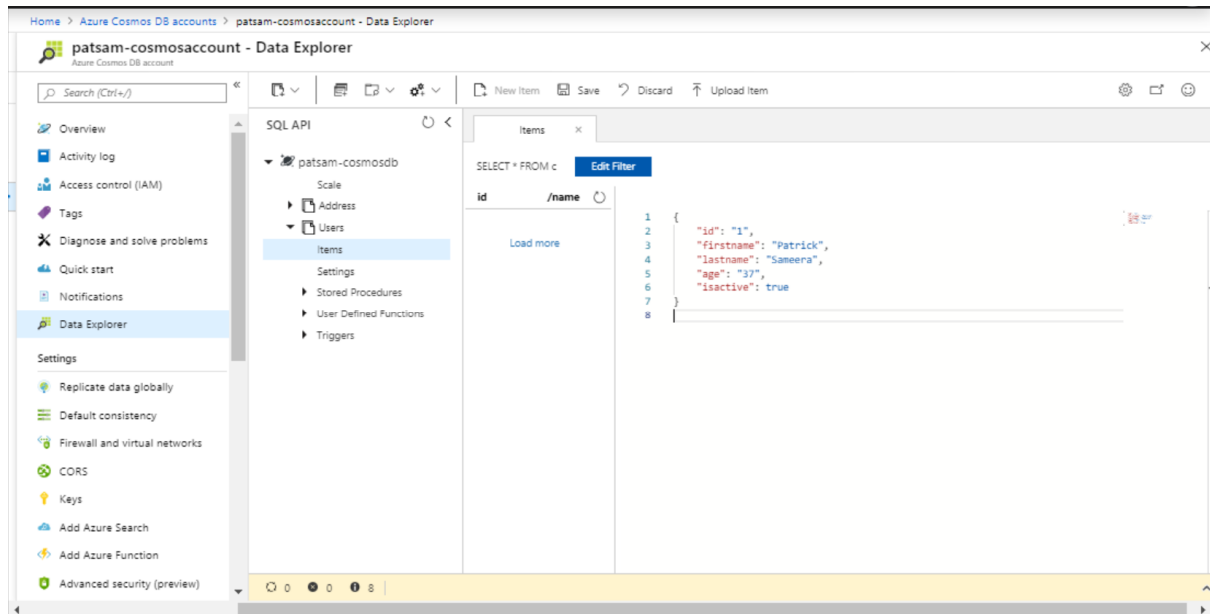 Home > Azure Cosmos DB accounts > patsam-cosmosaccount - Data Explorer
patsam-cosmosaccount - Data Explorer
Azure Cosmos DB account
Search (Ctrl+/)
Overview
Activity log
Access control (IAM)
Tags
Diagnose and solve problems
Quick start
Notifications
Data Explorer
Settings
Replicate data globally
Default consistency
Firewall and virtual networks
CORS
Keys
Add Azure Search
Add Azure Function
Advanced security (preview)
New Item Save Discard Upload Item
SQL API
patsam-cosmosdb
Scale
Address
Users
Items
Settings
Stored Procedures
User Defined Functions
Triggers
Items
SELECT * FROM c Edit Filter
id /name
Load more
1 {
2 "id": "1",
3 "firstname": "Patrick",
4 "lastname": "Sameera",
5 "age": "37",
6 "isactive": true
7 }
8
0 0 8